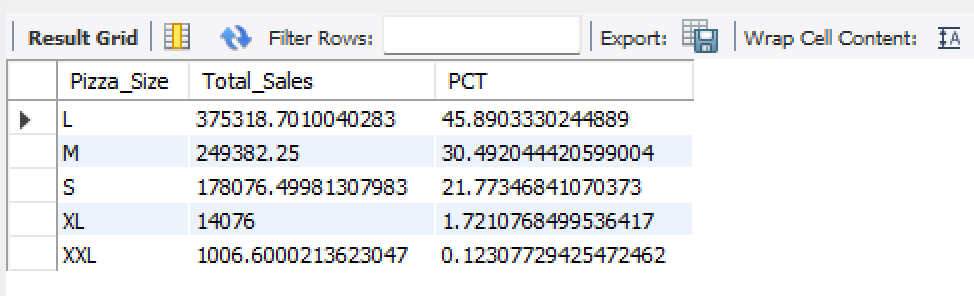 Result Grid Filter Rows: Export: Wrap Cell Content: IA
Pizza_Size Total_Sales PCT
L 375318.7010040283 45.8903330244889
M 249382.25 30.492044420599004
S 178076.49981307983 21.77346841070373
XL 14076 1.7210768499536417
XXL 1006.6000213623047 0.12307729425472462